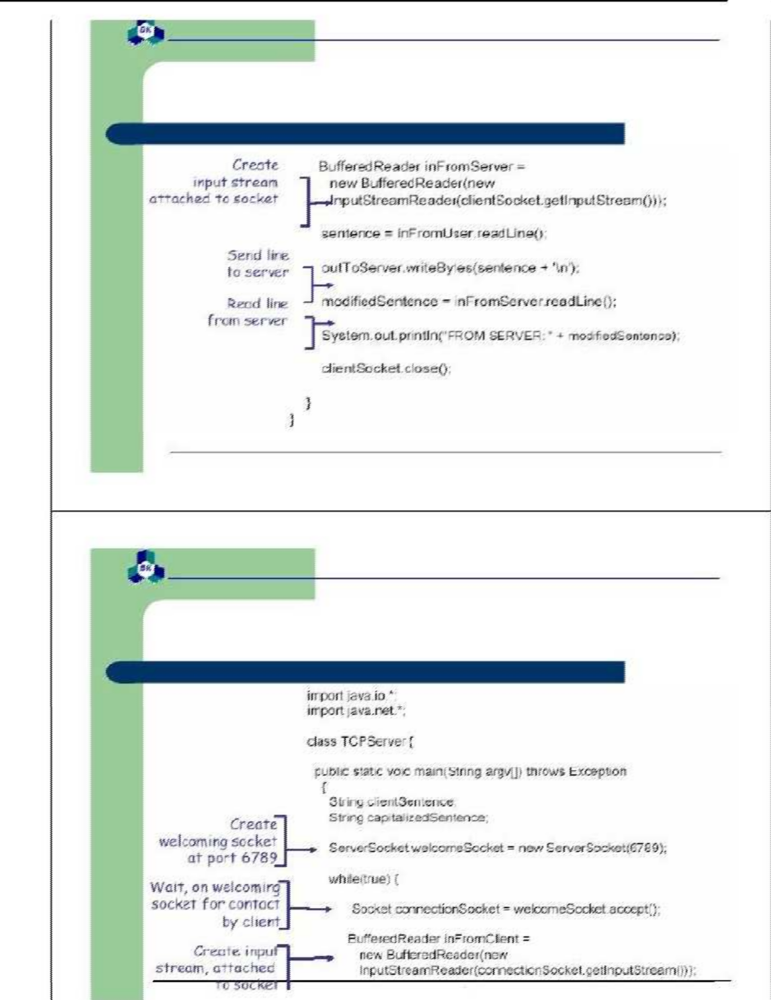 Create
input stream
attached to socket
BufferedReader inFromServer =
new BufferedReader(new
InputStreamReader(clientSocket.getInputStream()));
sentence = inFromUser.readLine();
Send line
to server
outToServer.writeBytes(sentence + '\n');
Read line
from server
modifiedSentence = inFromServer.readLine();
System.out.println("FROM SERVER: " + modifiedSentence);
clientSocket.close();
}
}
import java.io.*;
import java.net.*;
class TCPServer {
public static void main(String argv[]) throws Exception
{
String clientSentence;
String capitalizedSentence;
Create
welcoming socket
at port 6789
ServerSocket welcomeSocket = new ServerSocket(6789);
while(true) {
Wait, on welcoming
socket for contact
by client
Socket connectionSocket = welcomeSocket.accept();
Create input
stream, attached
to socket
BufferedReader inFromClient =
new BufferedReader(new
InputStreamReader(connectionSocket.getInputStream()));